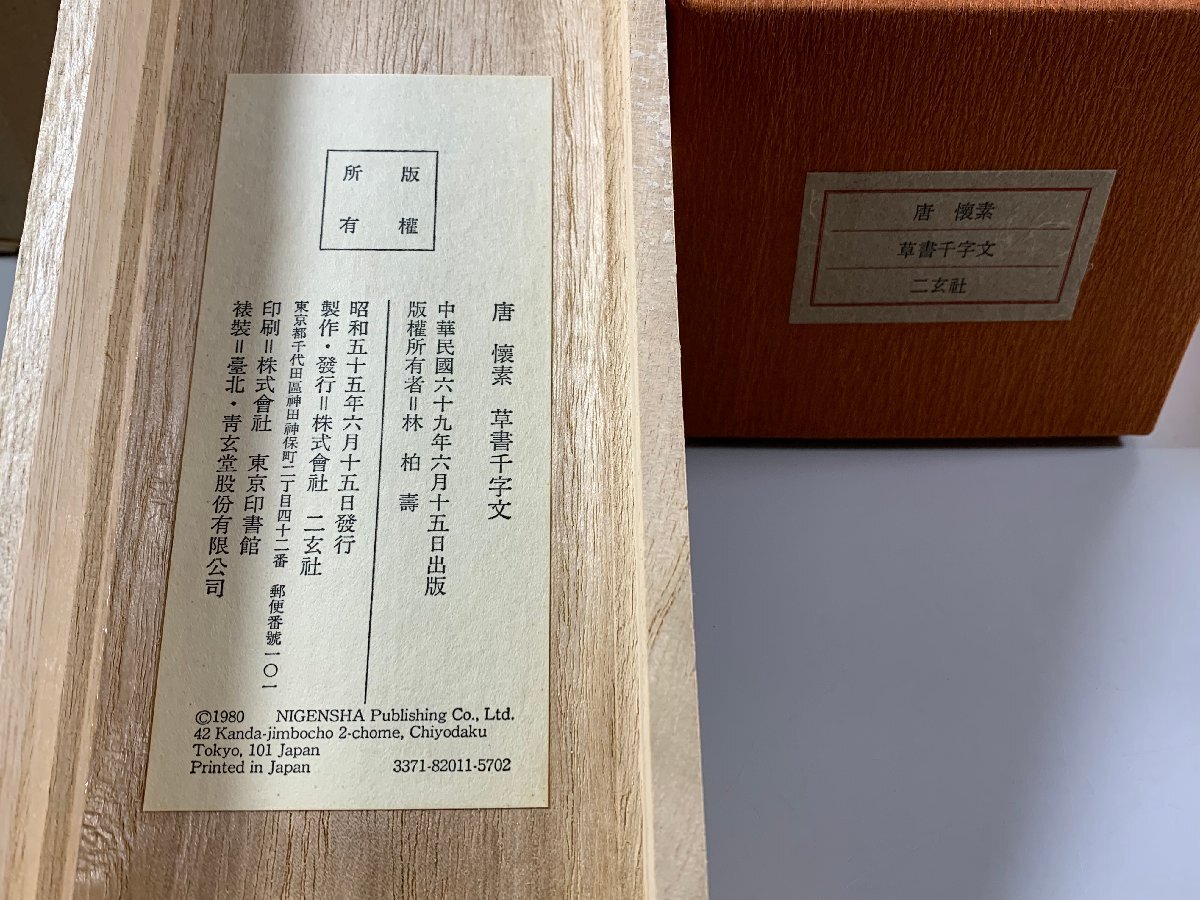 版權
所有
唐 懷素 草書千字文
中華民國六十九年六月十五日出版
版權所有者＝林 柏 壽
昭和五十五年六月十五日發行
製作・發行＝株式會社 二玄社
東京都千代田區神田神保町二丁目四十二番 郵便番號一〇一
印刷＝株式會社 東京印書館
裱裝＝臺北・青玄堂股份有限公司
©1980 NIGENSHA Publishing Co., Ltd.
42 Kanda-jimbocho 2-chome, Chiyodaku
Tokyo, 101 Japan
Printed in Japan 3371-82011-5702
唐 懷素
草書千字文
二玄社